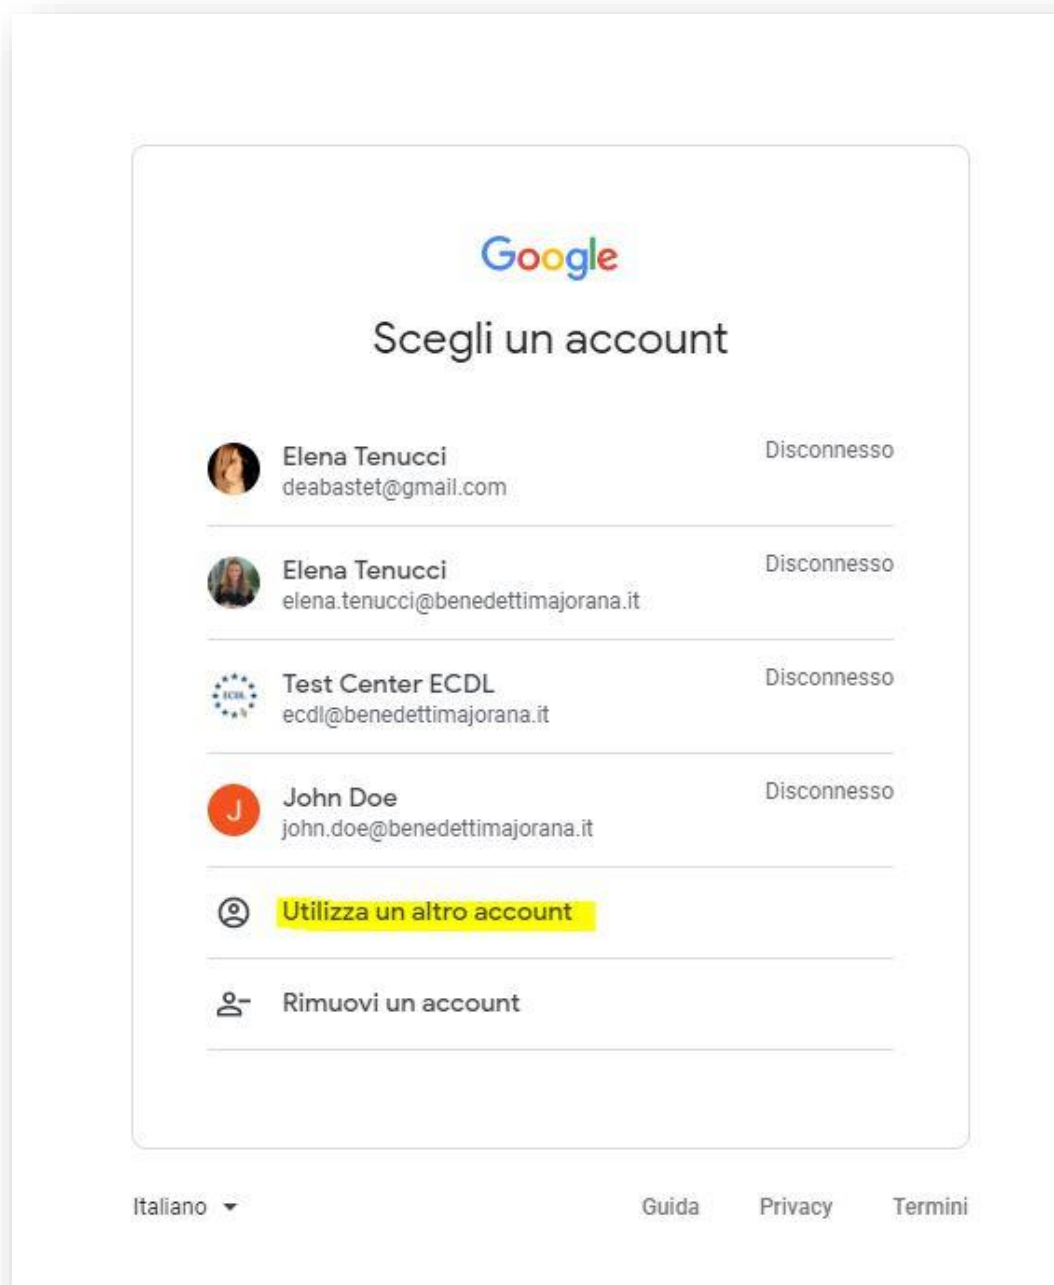 Google
Scegli un account
Elena Tenucci
Disconnesso
deabastet@gmail.com
Elena Tenucci
Disconnesso
elena.tenucci@benedettimajorana.it
ECDL
Test Center ECDL
Disconnesso
ecdl@benedettimajorana.it
J
John Doe
Disconnesso
john.doe@benedettimajorana.it
Utilizza un altro account
Rimuovi un account
Italiano
Guida
Privacy
Termini